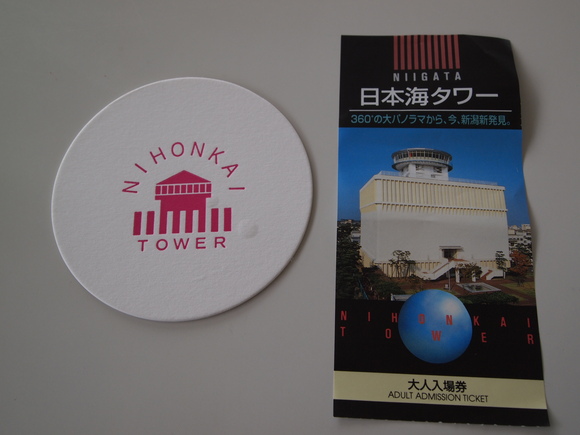 NIHONKAI
TOWER
NIIGATA
日本海タワー
360°の大パノラマから、今、新潟新発見。
NIHONKAI
TOWER
大人入場券
ADULT ADMISSION TICKET